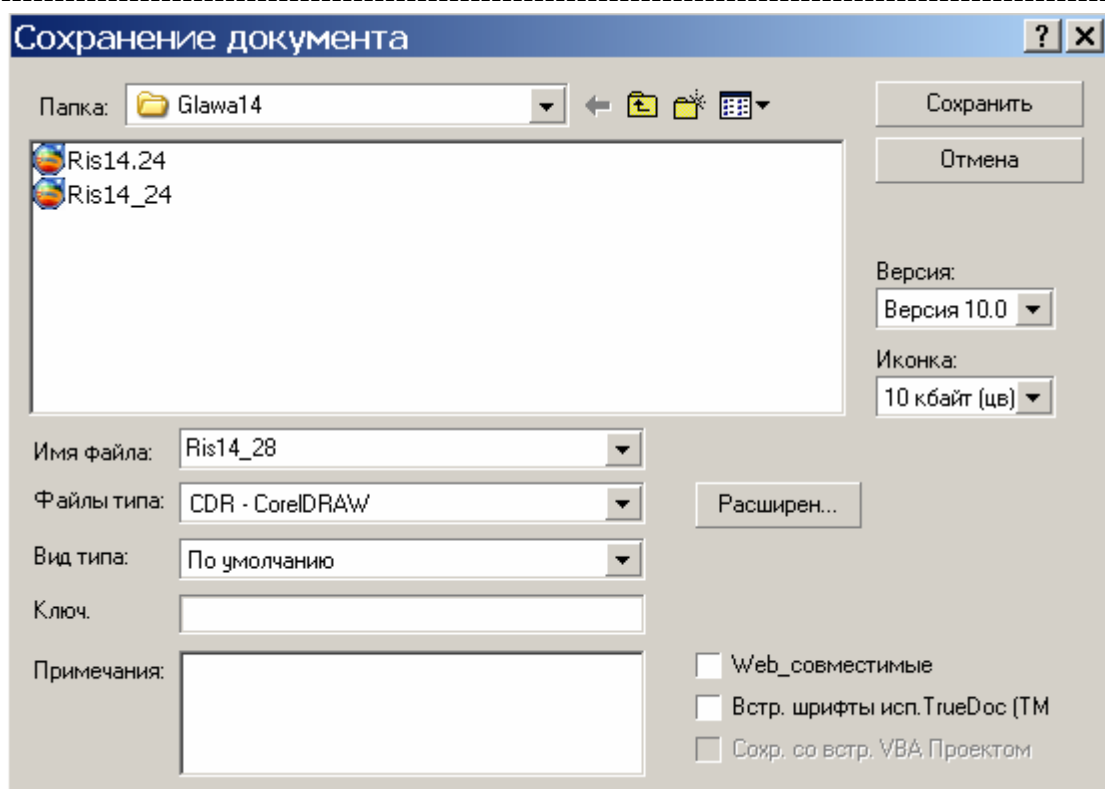 Сохранение документа
Папка: Glawa14
Сохранить
Ris14.24
Отмена
Ris14_24
Версия:
Версия 10.0
Иконка:
10 кбайт (цв)
Имя файла: Ris14_28
Файлы типа: CDR - CorelDRAW
Расширен...
Вид типа: По умолчанию
Ключ.
Примечания:
Web_совместимые
Встр. шрифты исп.TrueDoc (TM
Сохр. со встр. VBA Проектом